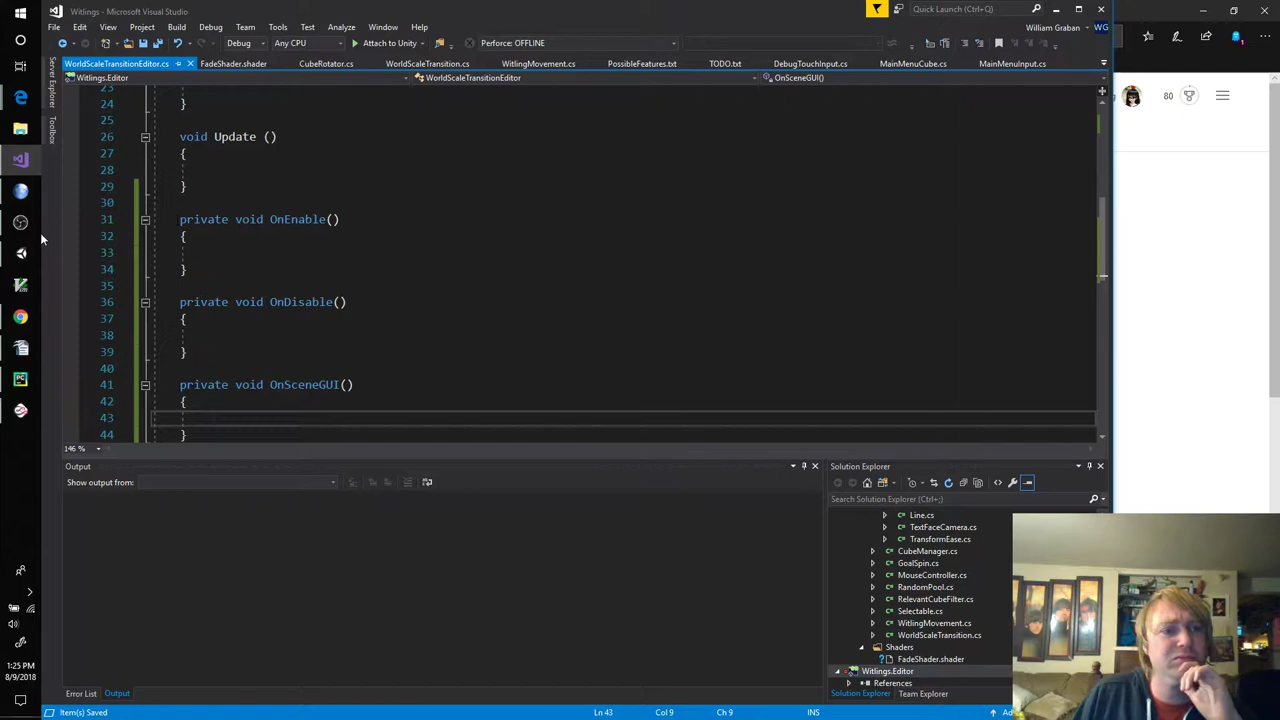 Witlings - Microsoft Visual Studio
Quick Launch (Ctrl+Q)
File Edit View Project Build Debug Team Tools Analyze Window Help
William Graban WG
Debug Any CPU Attach to Unity Perforce: OFFLINE
WorldScaleTransitionEditor.cs FadeShader.shader CubeRotator.cs WorldScaleTransition.cs WitlingMovement.cs PossibleFeatures.txt TODO.txt DebugTouchInput.cs MainMenuCube.cs MainMenuInput.cs
Witlings.Editor WorldScaleTransitionEditor OnSceneGUI()
80
Server Explorer
Toolbox
23
24 }
25
26 void Update ()
27 {
28
29 }
30
31 private void OnEnable()
32 {
33
34 }
35
36 private void OnDisable()
37 {
38
39 }
40
41 private void OnSceneGUI()
42 {
43
44 }
146 %
Output
Show output from:
Solution Explorer
Search Solution Explorer (Ctrl+;)
Line.cs
TextFaceCamera.cs
TransformEase.cs
CubeManager.cs
GoalSpin.cs
MouseController.cs
RandomPool.cs
RelevantCubeFilter.cs
Selectable.cs
WitlingMovement.cs
WorldScaleTransition.cs
Shaders
FadeShader.shader
Witlings.Editor
References
Error List Output
Solution Explorer Team Explorer
1:25 PM
8/9/2018
Item(s) Saved Ln 43 Col 9 Ch 9 INS